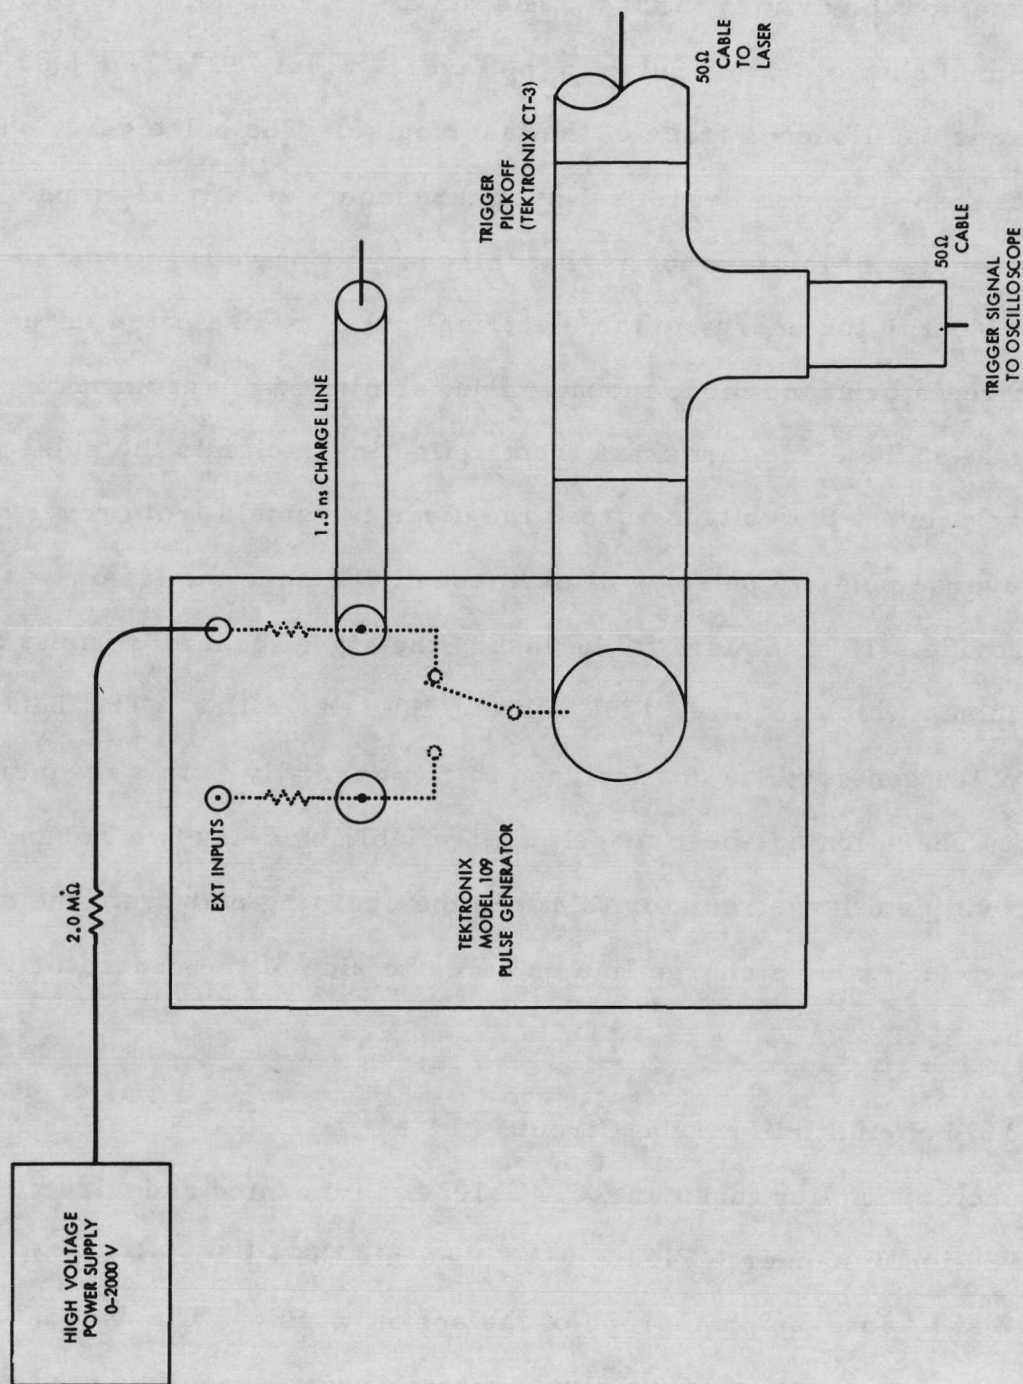 HIGH VOLTAGE
POWER SUPPLY
0-2000 V
2.0 MΩ
EXT INPUTS
TEKTRONIX
MODEL 109
PULSE GENERATOR
1.5 ns CHARGE LINE
TRIGGER
PICKOFF
(TEKTRONIX CT-3)
50Ω
CABLE
TO
LASER
50Ω
CABLE
TRIGGER SIGNAL
TO OSCILLOSCOPE